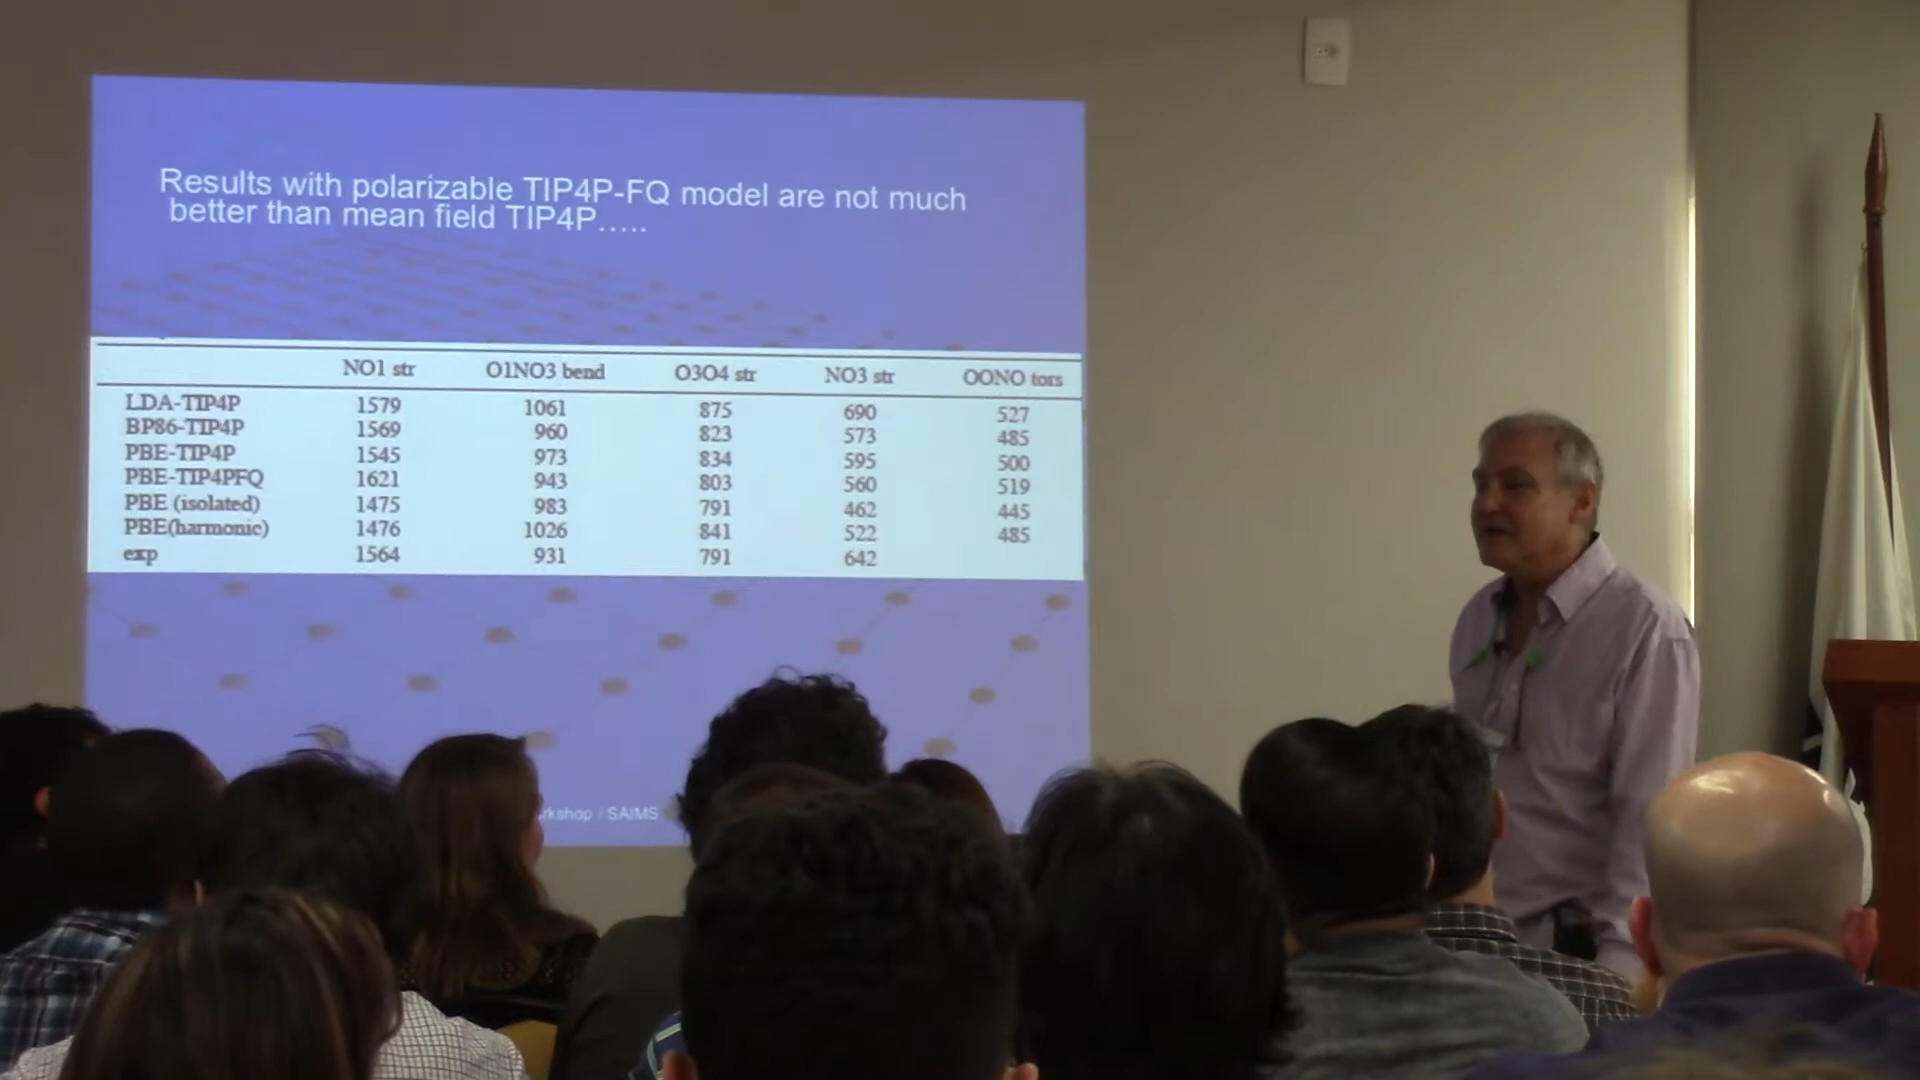 Results with polarizable TIP4P-FQ model are not much
better than mean field TIP4P.....
NO1 str O1NO3 bend O3O4 str NO3 str OONO tors
LDA-TIP4P 1579 1061 875 690 527
BP86-TIP4P 1569 960 823 573 485
PBE-TIP4P 1545 973 834 595 500
PBE-TIP4PFQ 1621 943 803 560 519
PBE (isolated) 1475 983 791 462 445
PBE(harmonic) 1476 1026 841 522 485
exp 1564 931 791 642
/ SAIMS